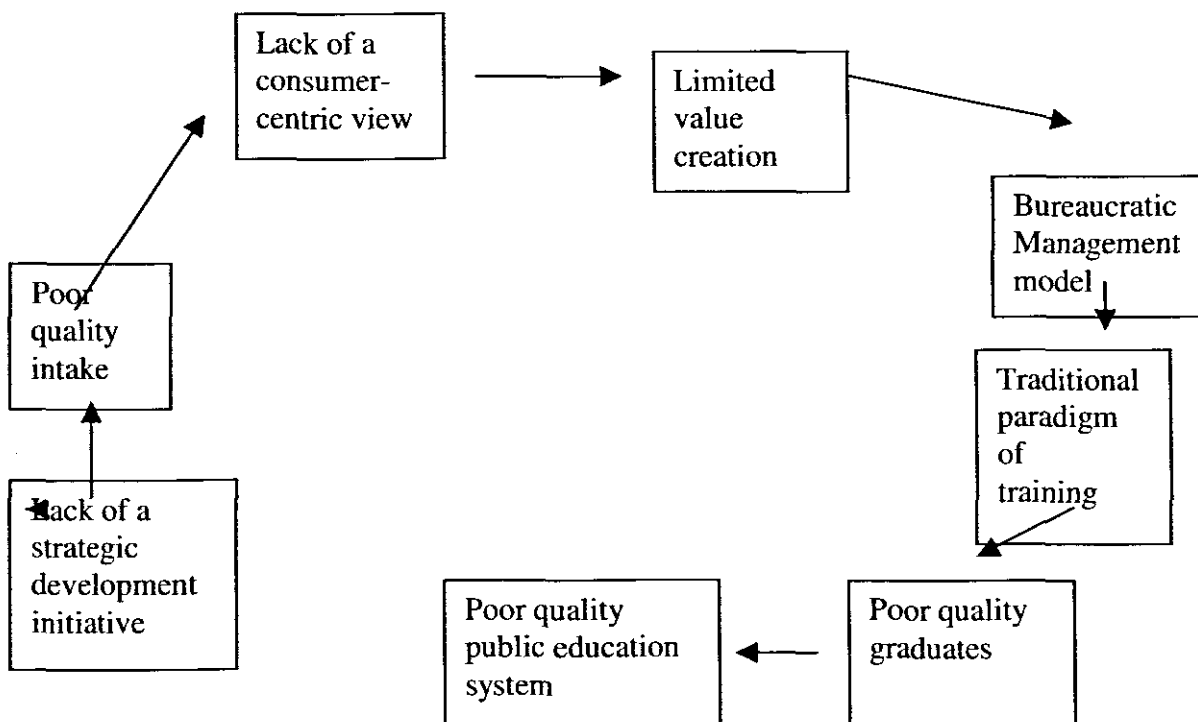 Lack of a
consumer-
centric view
Limited
value
creation
Bureaucratic
Management
model
Traditional
paradigm
of
training
Poor quality
graduates
Poor quality
public education
system
Lack of a
strategic
development
initiative
Poor
quality
intake